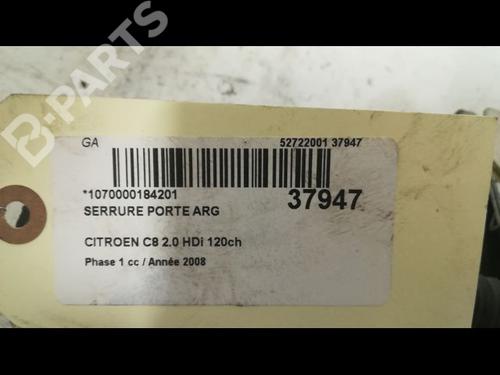 B-PARTS
GA 52722001 37947
*1070000184201 37947
SERRURE PORTE ARG
CITROEN C8 2.0 HDi 120ch
Phase 1 cc / Année 2008